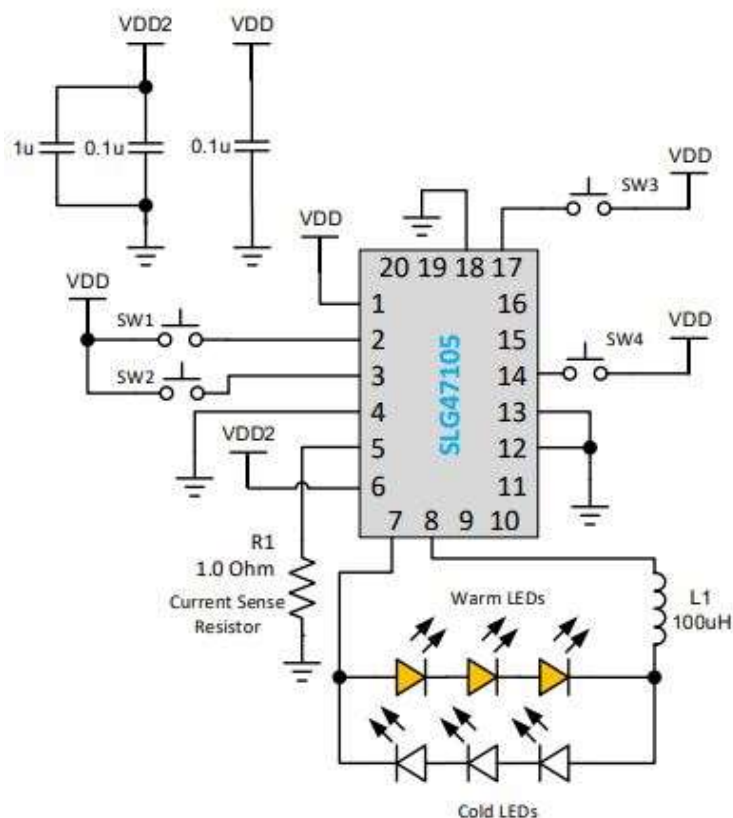 VDD2
VDD
1u
0.1u
0.1u
VDD
SW3
VDD
20 19 18 17
VDD
1
16
VDD
SW1
2
15
SW4
VDD
SW2
3
14
SLG47105
4
13
VDD2
5
12
6
11
7 8 9 10
R1
1.0 Ohm
Current Sense
Resistor
Warm LEDs
L1
100uH
Cold LEDs